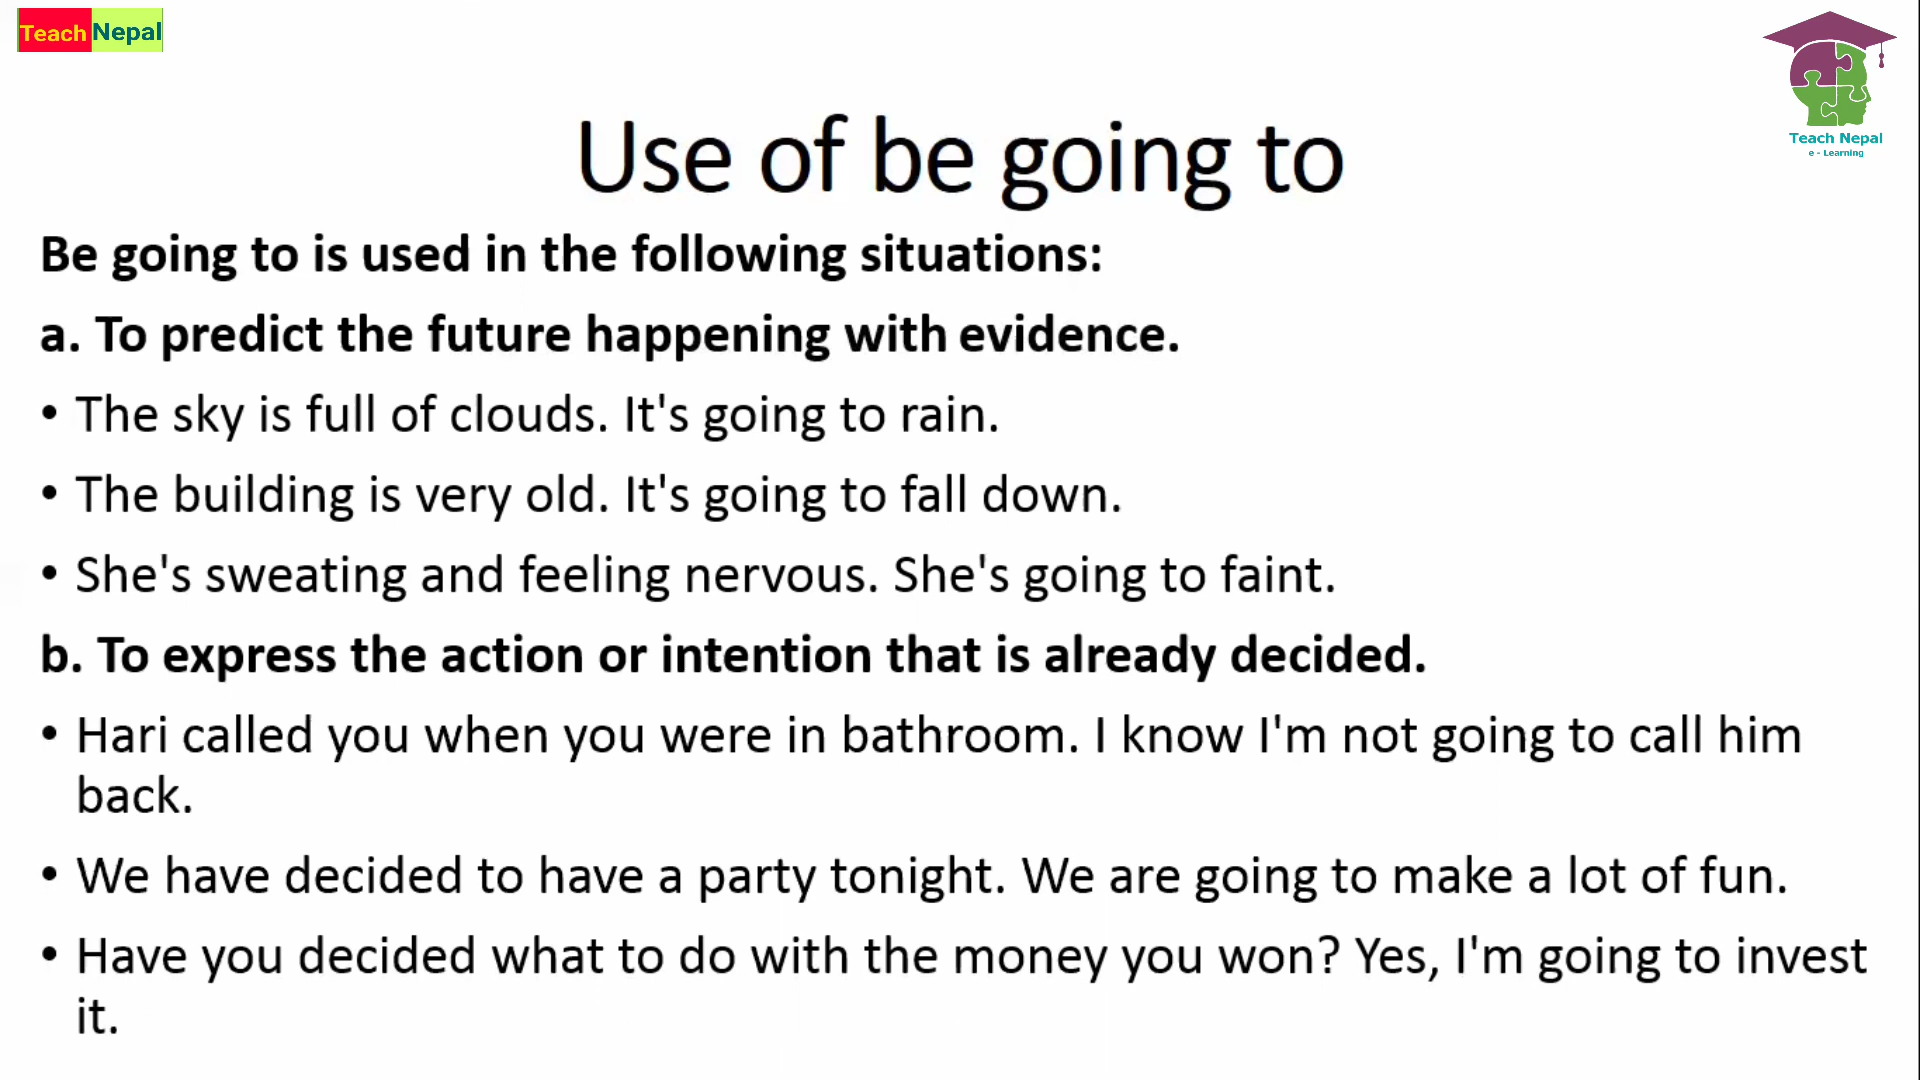 Teach Nepal
Teach Nepal
e - Learning
Use of be going to
Be going to is used in the following situations:
a. To predict the future happening with evidence.
• The sky is full of clouds. It's going to rain.
• The building is very old. It's going to fall down.
• She's sweating and feeling nervous. She's going to faint.
b. To express the action or intention that is already decided.
• Hari called you when you were in bathroom. I know I'm not going to call him
back.
• We have decided to have a party tonight. We are going to make a lot of fun.
• Have you decided what to do with the money you won? Yes, I'm going to invest
it.